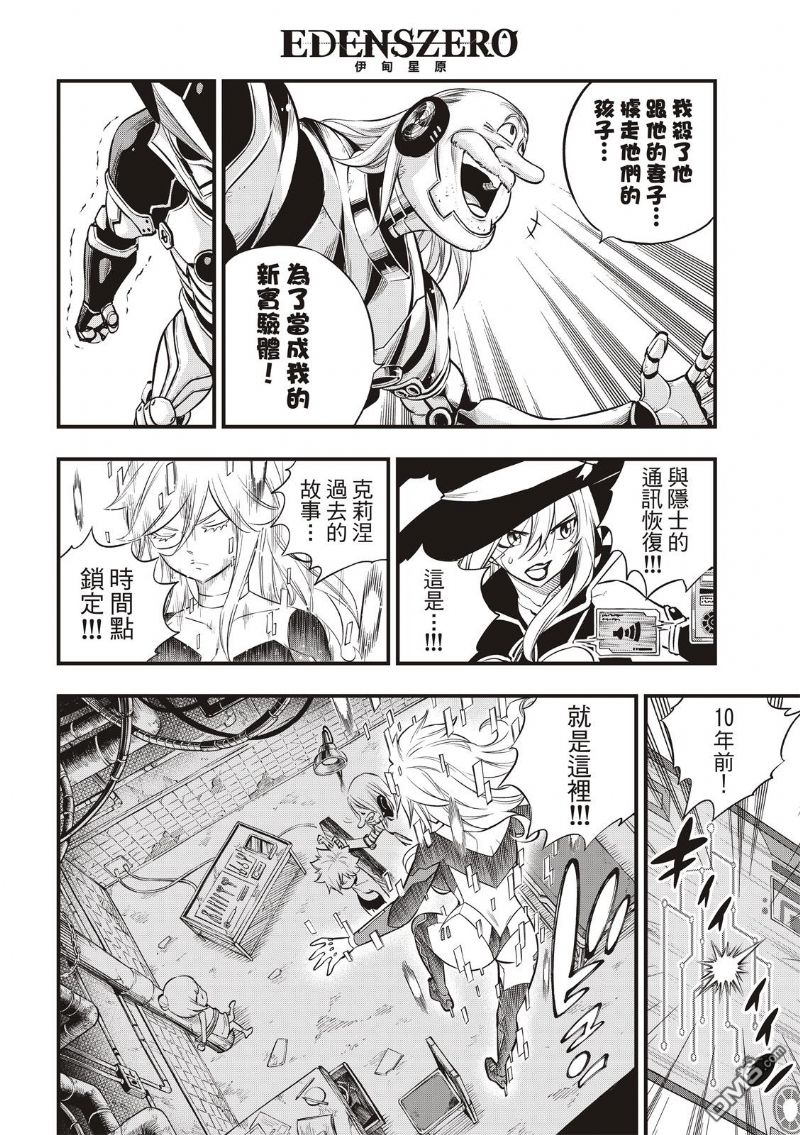 EDENSZERO
伊甸星原
我殺了他
跟他的妻子…
擄走他們的
孩子…
為了當成我的
新實驗體！
與隱士的
通訊恢復!!!
這是…!!!
克莉涅
過去的
故事…
時間點
鎖定!!!
10年前！
就是這裡!!!